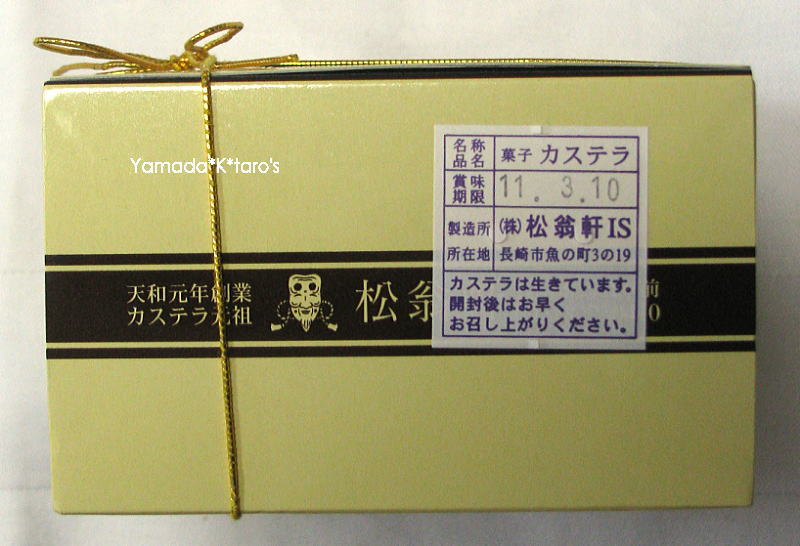 Yamada*K*taro's
名称
品名
菓子 カステラ
賞味
期限
11. 3.10
製造所
(株)松翁軒IS
所在地
長崎市魚の町3の19
カステラは生きています。
開封後はお早く
お召し上がりください。
天和元年創業
カステラ元祖
松翁
前
0